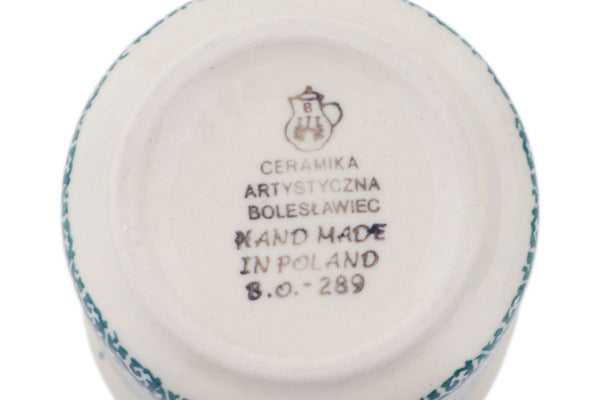 B
CERAMIKA
ARTYSTYCZNA
BOLESŁAWIEC
HAND MADE
IN POLAND
B.O.-289